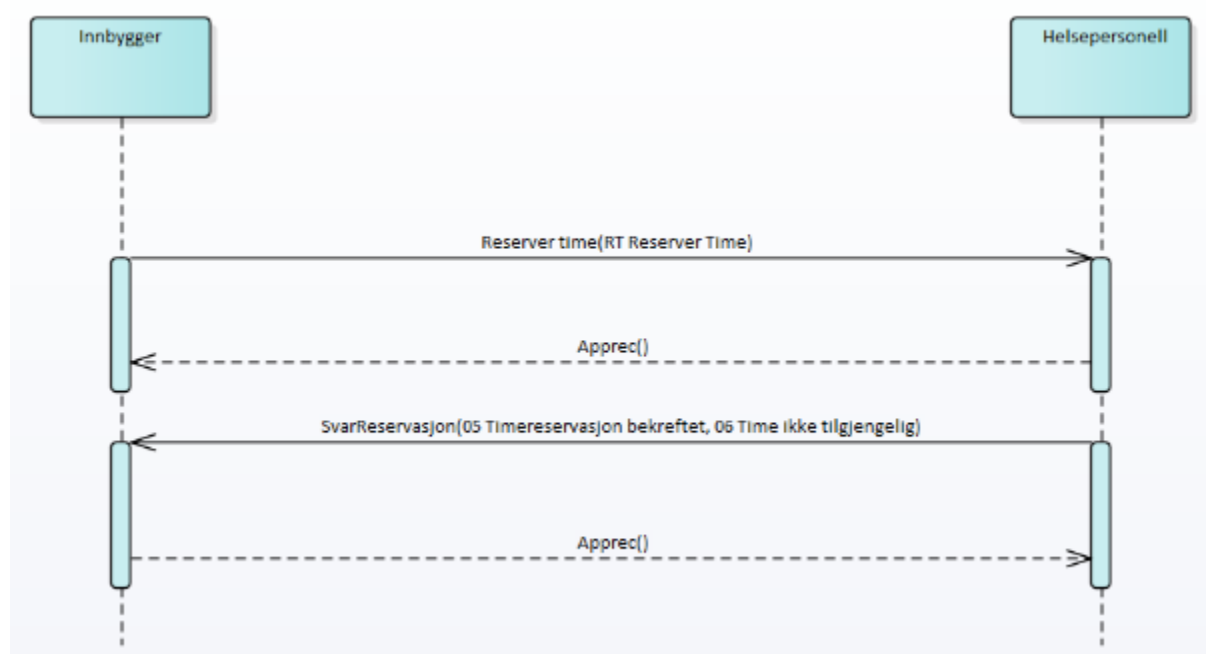 Innbygger
Helsepersonell
Reserver time(RT Reserver Time)
Apprec()
SvarReservasjon(05 Timereservasjon bekreftet, 06 Time ikke tilgjengelig)
Apprec()